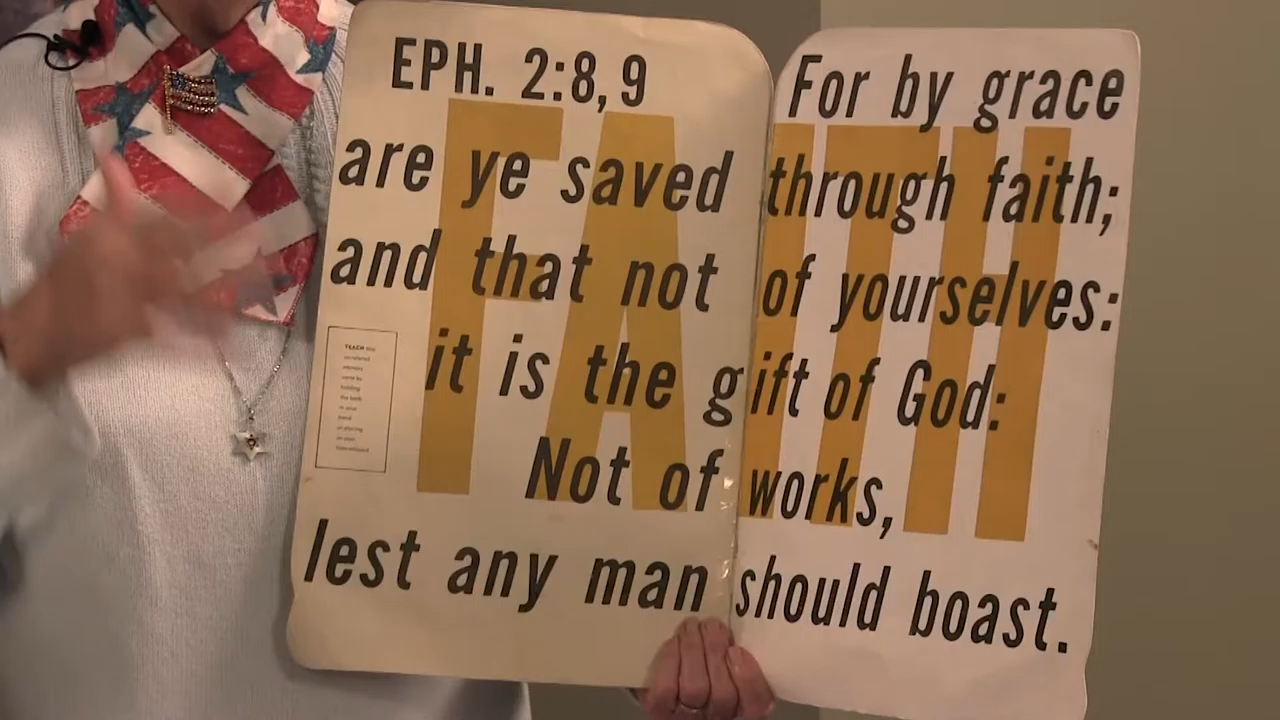 EPH. 2:8,9 For by grace
are ye saved through faith;
and that not of yourselves:
it is the gift of God:
Not of works,
lest any man should boast.
FAITH
TEACH this